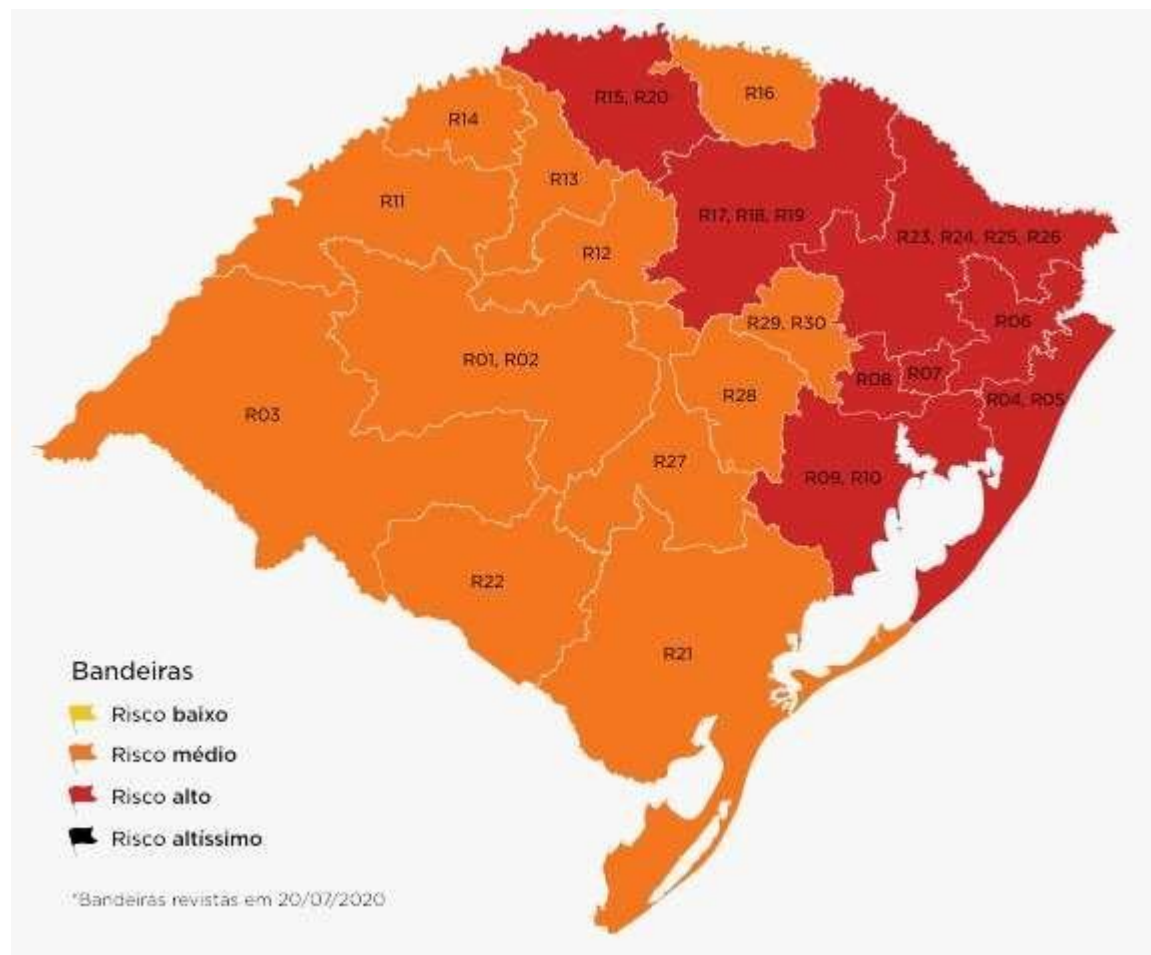 R15, R20
R16
R14
R13
R11
R17, R18, R19
R23, R24, R25, R26
R12
R29, R30
R06
R01, R02
R08
R07
R28
R04, R05
R03
R27
R09, R10
R22
R21
Bandeiras
Risco baixo
Risco médio
Risco alto
Risco altíssimo
*Bandeiras revistas em 20/07/2020